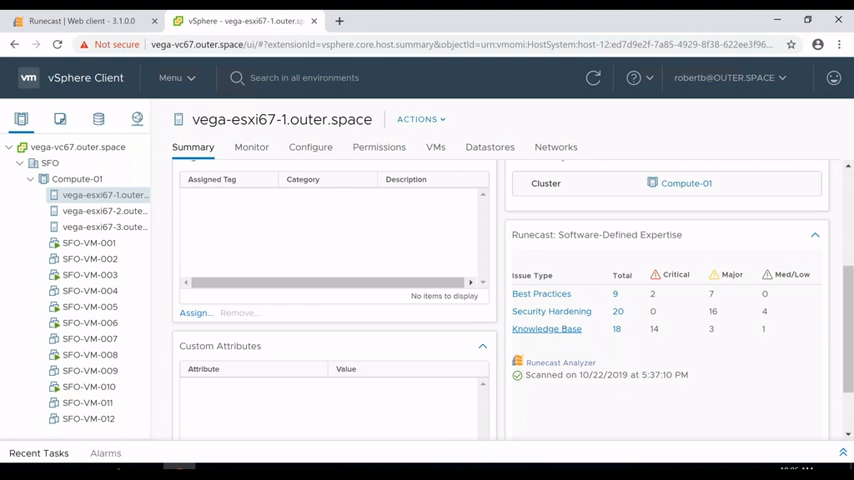 Runecast | Web client - 3.1.0.0
vSphere - vega-esxi67-1.outer.sp
Not secure
vega-vc67.outer.space/ui/#?extensionId=vsphere.core.host.summary&objectId=urn:vmomi:HostSystem:host-12:ed7d9e2f-7a85-4929-8f38-622ee3f96...
vm
vSphere Client
Menu
Search in all environments
robertb@OUTER.SPACE
vega-esxi67-1.outer.space
ACTIONS
Summary
Monitor
Configure
Permissions
VMs
Datastores
Networks
vega-vc67.outer.space
SFO
Compute-01
vega-esxi67-1.outer...
vega-esxi67-2.oute...
vega-esxi67-3.oute...
SFO-VM-001
SFO-VM-002
SFO-VM-003
SFO-VM-004
SFO-VM-005
SFO-VM-006
SFO-VM-007
SFO-VM-008
SFO-VM-009
SFO-VM-010
SFO-VM-011
SFO-VM-012
Assigned Tag Category Description
No items to display
Assign... Remove...
Custom Attributes
Attribute Value
Cluster Compute-01
Runecast: Software-Defined Expertise
Issue Type Total Critical Major Med/Low
Best Practices 9 2 7 0
Security Hardening 20 0 16 4
Knowledge Base 18 14 3 1
Runecast Analyzer
Scanned on 10/22/2019 at 5:37:10 PM
Recent Tasks Alarms